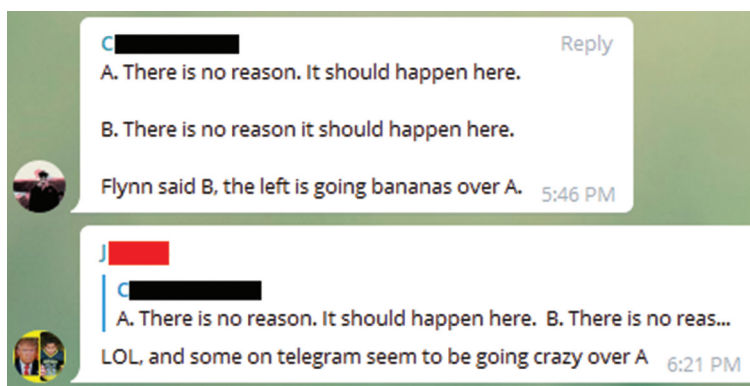 C
Reply
A. There is no reason. It should happen here.
B. There is no reason it should happen here.
Flynn said B, the left is going bananas over A.
5:46 PM
J
C
A. There is no reason. It should happen here. B. There is no reas...
LOL, and some on telegram seem to be going crazy over A
6:21 PM